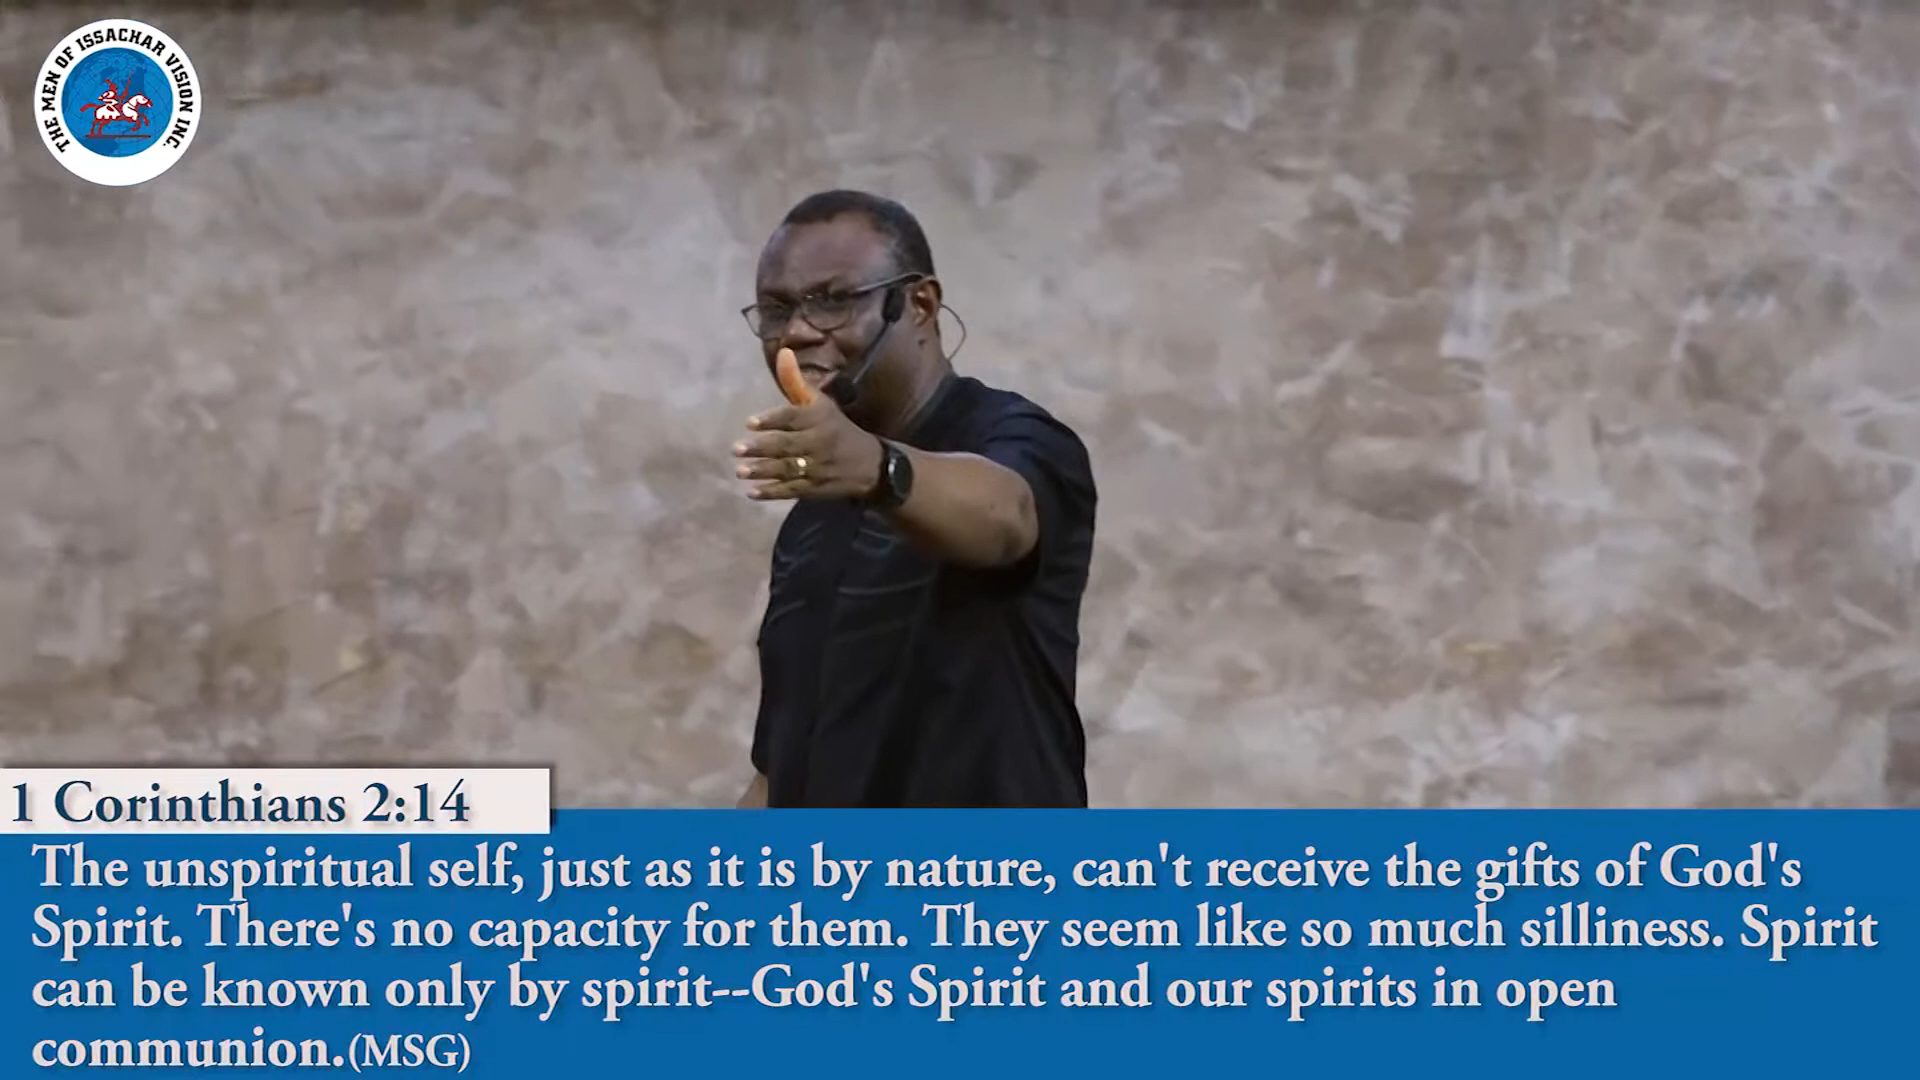 THE MEN OF ISSACHAR VISION INC.
1 Corinthians 2:14
The unspiritual self, just as it is by nature, can't receive the gifts of God's
Spirit. There's no capacity for them. They seem like so much silliness. Spirit
can be known only by spirit--God's Spirit and our spirits in open
communion.(MSG)